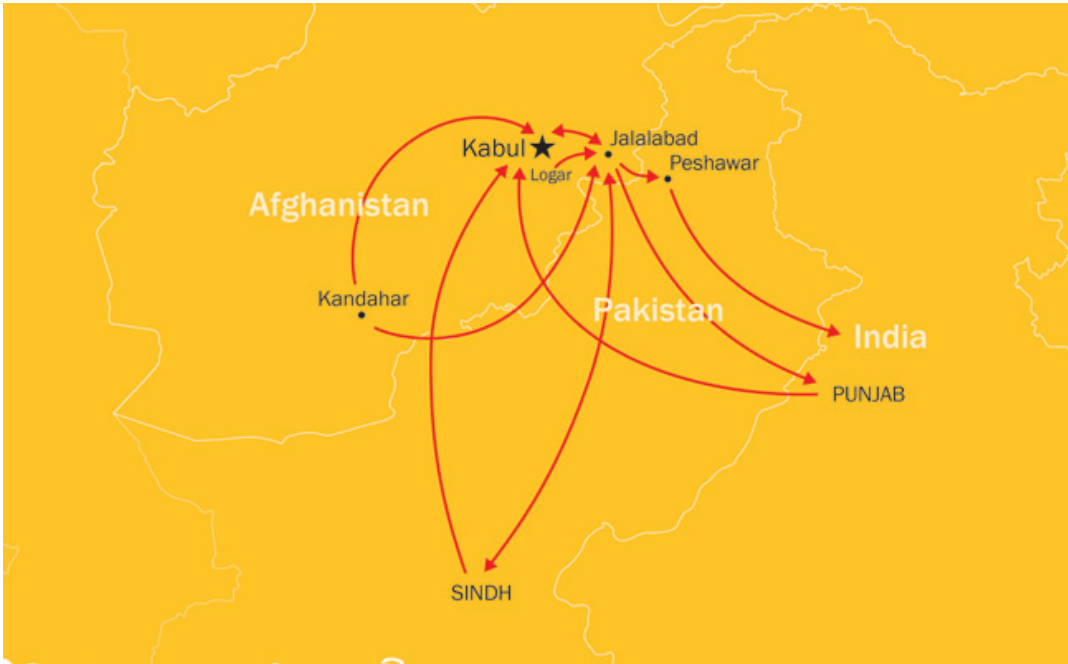 Kabul
Jalalabad
Logar
Peshawar
Afghanistan
Kandahar
Pakistan
India
PUNJAB
SINDH